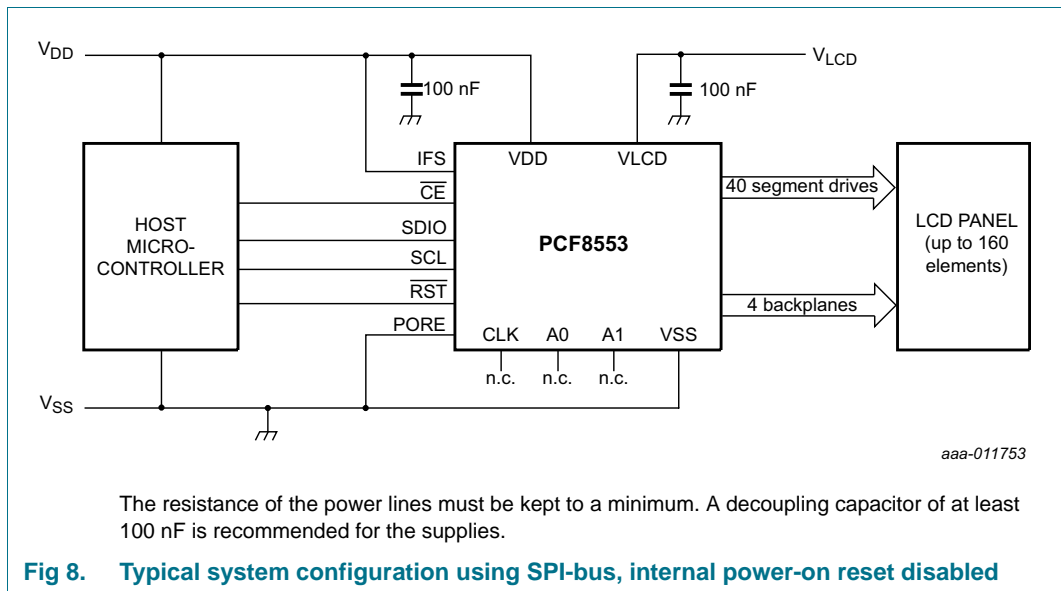 VDD
VLCD
100 nF
100 nF
IFS
VDD
VLCD
CE
40 segment drives
HOST
MICRO-
CONTROLLER
SDIO
PCF8553
LCD PANEL
(up to 160
elements)
SCL
RST
4 backplanes
PORE
CLK
A0
A1
VSS
n.c.
n.c.
n.c.
VSS
aaa-011753
The resistance of the power lines must be kept to a minimum. A decoupling capacitor of at least
100 nF is recommended for the supplies.
Fig 8. Typical system configuration using SPI-bus, internal power-on reset disabled